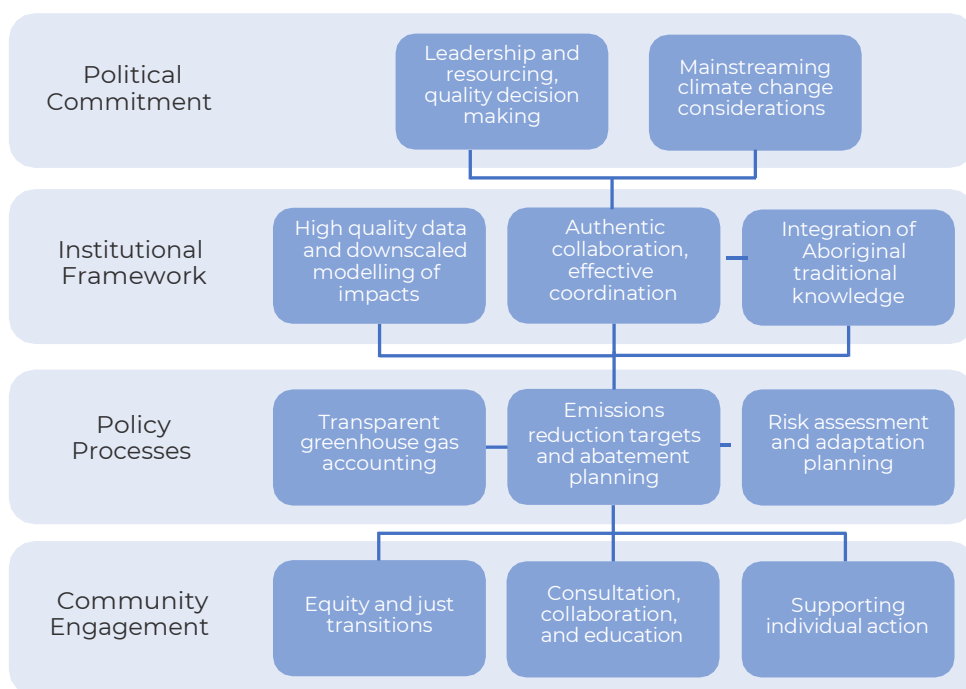 Political
Commitment
Leadership and
resourcing,
quality decision
making
Mainstreaming
climate change
considerations
Institutional
Framework
High quality data
and downscaled
modelling of
impacts
Authentic
collaboration,
effective
coordination
Integration of
Aboriginal
traditional
knowledge
Policy
Processes
Transparent
greenhouse gas
accounting
Emissions
reduction targets
and abatement
planning
Risk assessment
and adaptation
planning
Community
Engagement
Equity and just
transitions
Consultation,
collaboration,
and education
Supporting
individual action